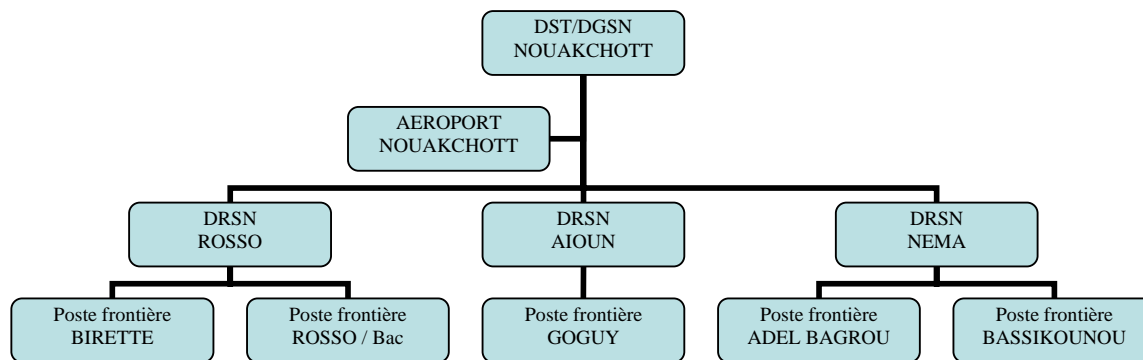 DST/DGSN
NOUAKCHOTT
AEROPORT
NOUAKCHOTT
DRSN
ROSSO
DRSN
AIOUN
DRSN
NEMA
Poste frontière
BIRETTE
Poste frontière
ROSSO / Bac
Poste frontière
GOGUY
Poste frontière
ADEL BAGROU
Poste frontière
BASSIKOUNOU